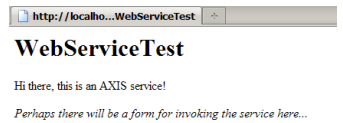 http://localho...WebServiceTest
WebServiceTest
Hi there, this is an AXIS service!
Perhaps there will be a form for invoking the service here...